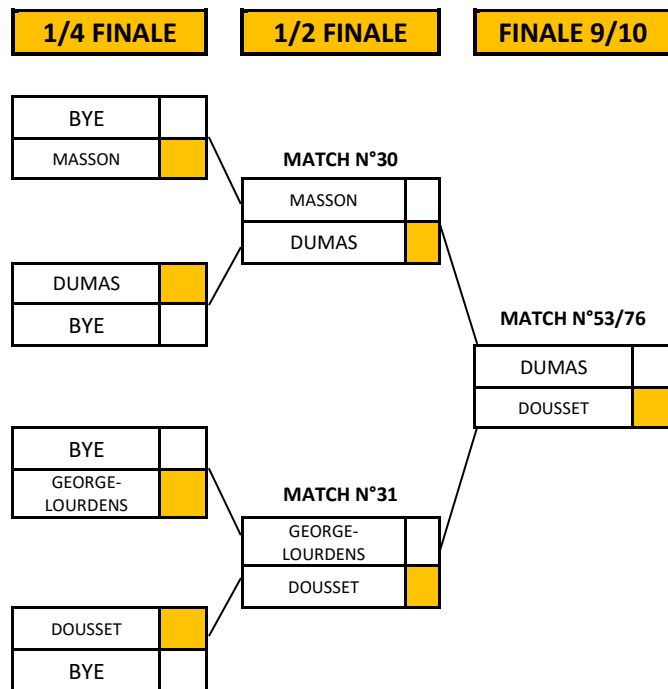 1/4 FINALE
1/2 FINALE
FINALE 9/10
BYE
MASSON
DUMAS
BYE
BYE
GEORGE-
LOURDENS
DOUSSET
BYE
MATCH N°30
MASSON
DUMAS
MATCH N°31
GEORGE-
LOURDENS
DOUSSET
MATCH N°53/76
DUMAS
DOUSSET